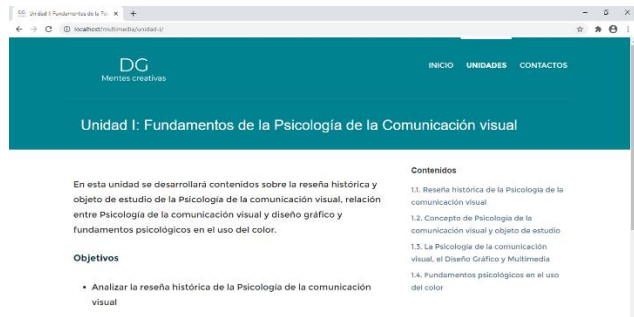 Unidad I: Fundamentos de la Ps
localhost/multimedia/unidad-i/
DG
Mentes creativas
INICIO UNIDADES CONTACTOS
Unidad I: Fundamentos de la Psicología de la Comunicación visual
En esta unidad se desarrollará contenidos sobre la reseña histórica y
objeto de estudio de la Psicología de la comunicación visual, relación
entre Psicología de la comunicación visual y diseño gráfico y
fundamentos psicológicos en el uso del color.
Objetivos
• Analizar la reseña histórica de la Psicología de la comunicación
visual
Contenidos
1.1. Reseña histórica de la Psicología de la
comunicación visual
1.2. Concepto de Psicología de la
comunicación visual y objeto de estudio
1.3. La Psicología de la comunicación
visual, el Diseño Gráfico y Multimedia
1.4. Fundamentos psicológicos en el uso
del color